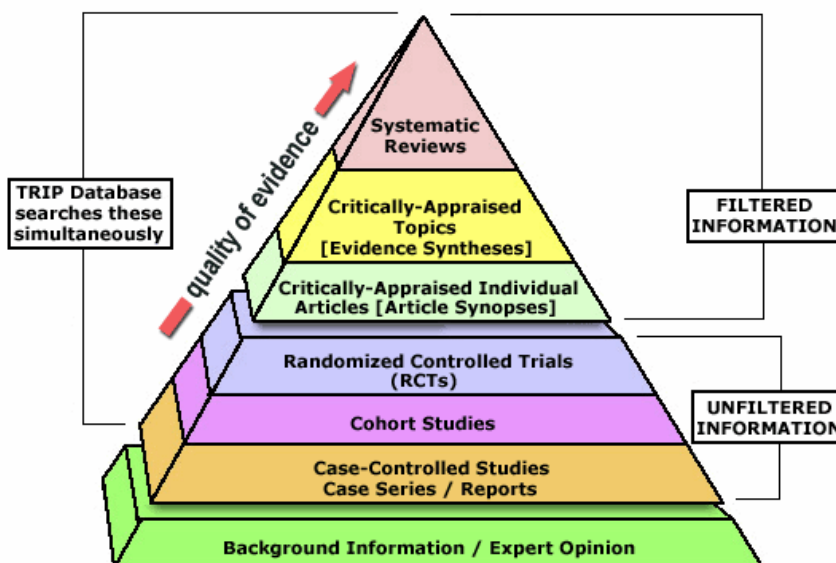 Systematic
Reviews
quality of evidence
TRIP Database
searches these
simultaneously
Critically-Appraised
Topics
[Evidence Syntheses]
FILTERED
INFORMATION
Critically-Appraised Individual
Articles [Article Synopses]
Randomized Controlled Trials
(RCTs)
UNFILTERED
INFORMATION
Cohort Studies
Case-Controlled Studies
Case Series / Reports
Background Information / Expert Opinion